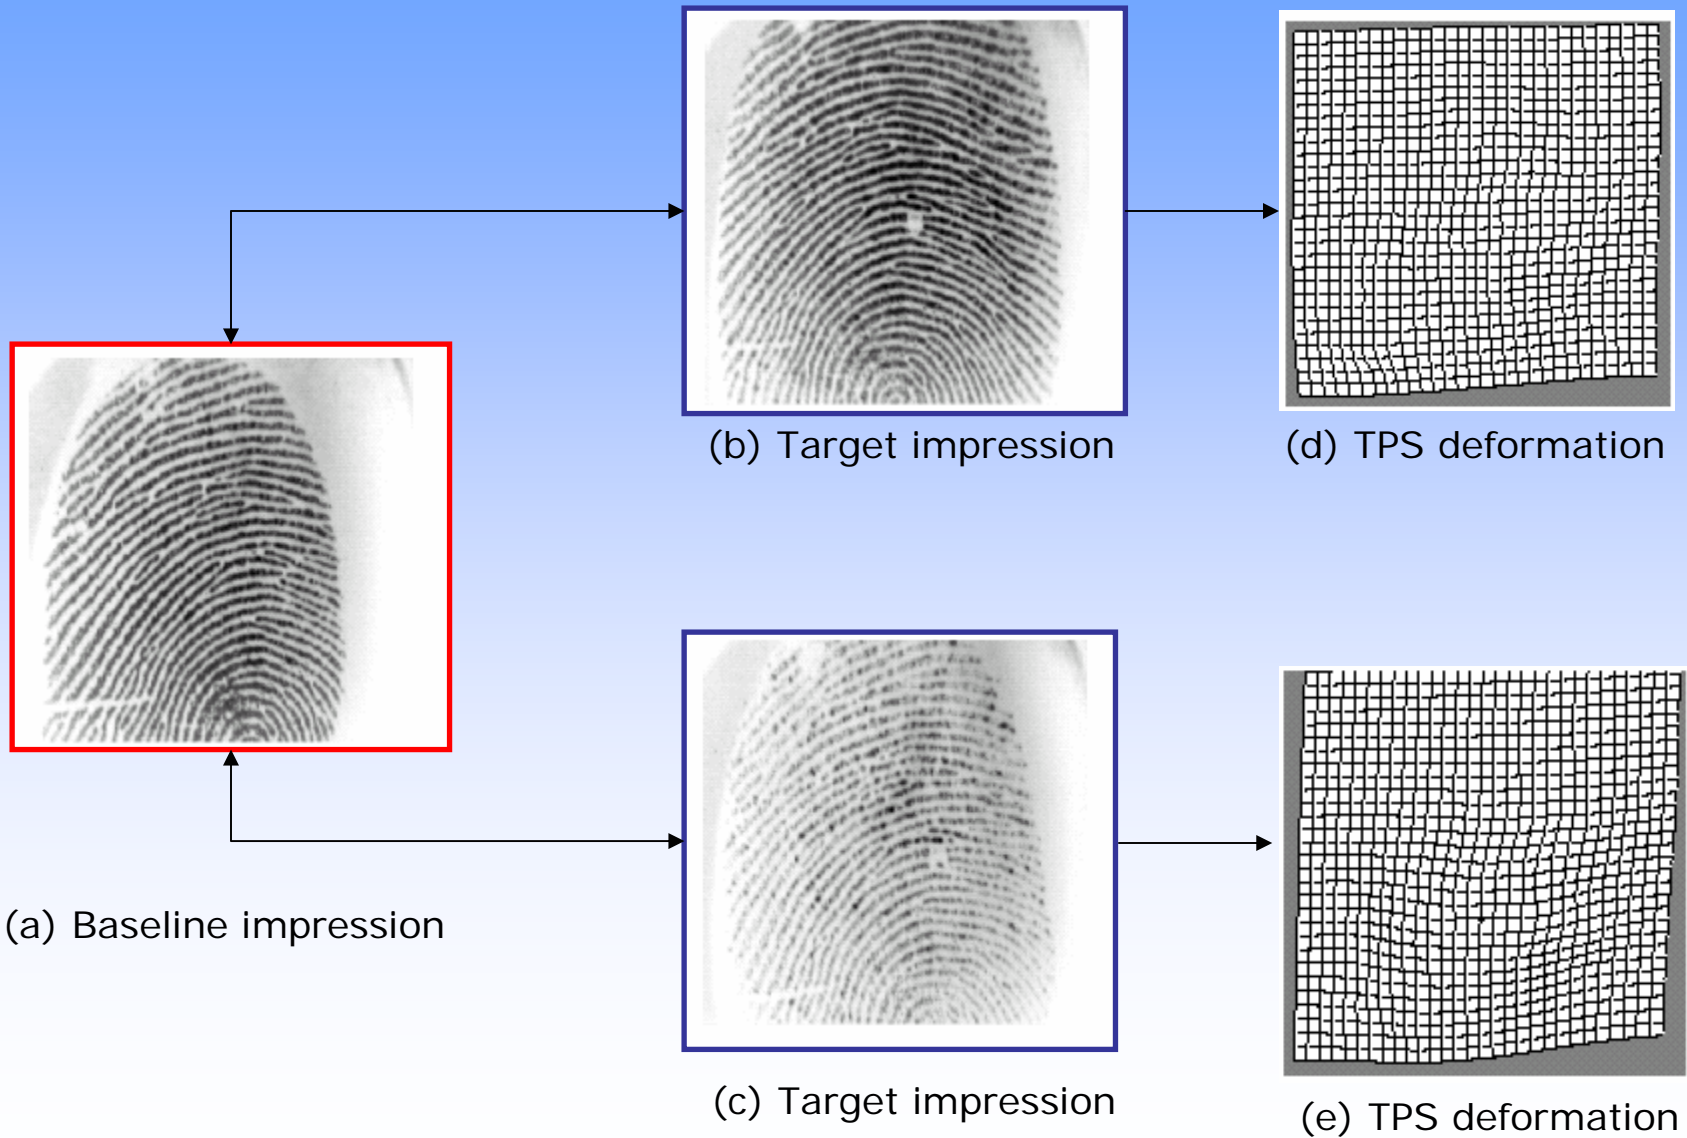 (b) Target impression
(d) TPS deformation
(a) Baseline impression
(c) Target impression
(e) TPS deformation